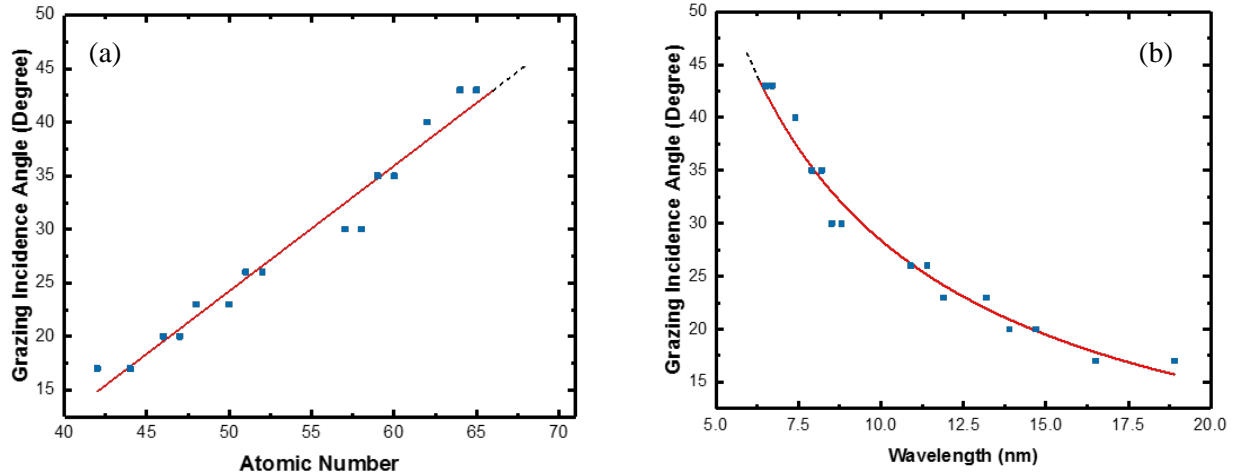 (a)
50
45
40
35
30
25
20
15
Grazing Incidence Angle (Degree)
40 45 50 55 60 65 70
Atomic Number
(b)
50
45
40
35
30
25
20
15
Grazing Incidence Angle (Degree)
5.0 7.5 10.0 12.5 15.0 17.5 20.0
Wavelength (nm)